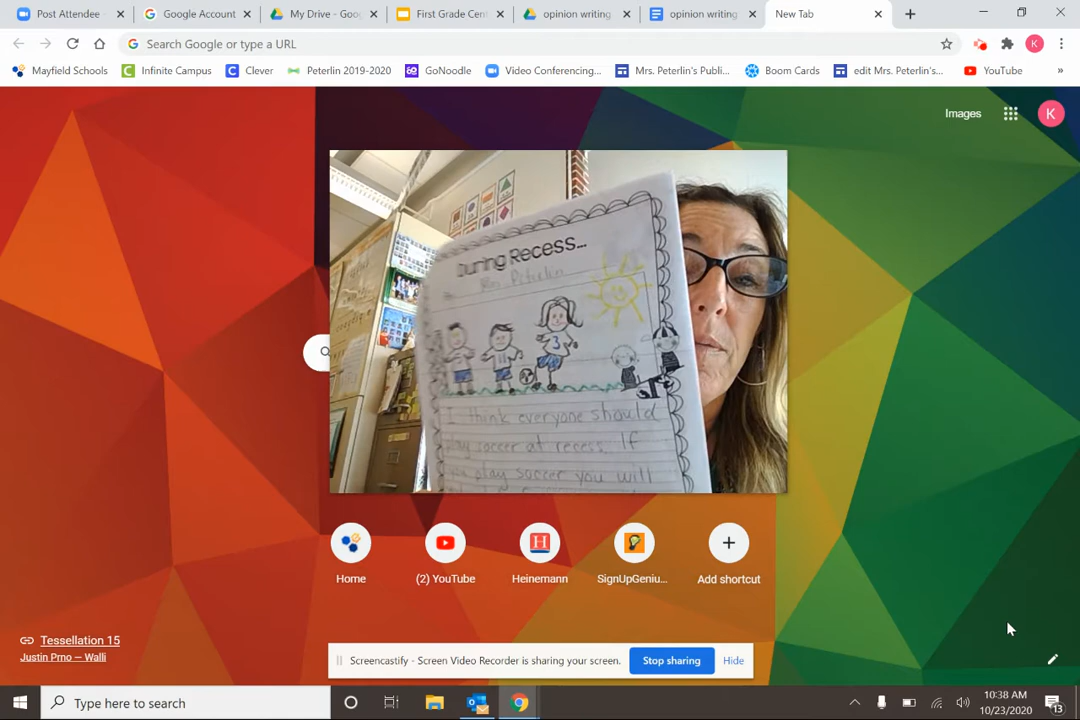 Post Attendee -
Google Account
My Drive - Goo
First Grade Cen
opinion writing
opinion writing
New Tab
Search Google or type a URL
K
Mayfield Schools
Infinite Campus
Clever
Peterlin 2019-2020
GoNoodle
Video Conferencing...
Mrs. Peterlin's Publi...
Boom Cards
edit Mrs. Peterlin's...
YouTube
»
Images
K
During Recess...
Peterlin
3
think everyone should
play soccer at recess. If
you play soccer you will
Home
(2) YouTube
Heinemann
SignUpGeniu...
Add shortcut
Tessellation 15
Justin Prno — Walli
Screencastify - Screen Video Recorder is sharing your screen.
Stop sharing
Hide
Type here to search
10:38 AM
10/23/2020
13